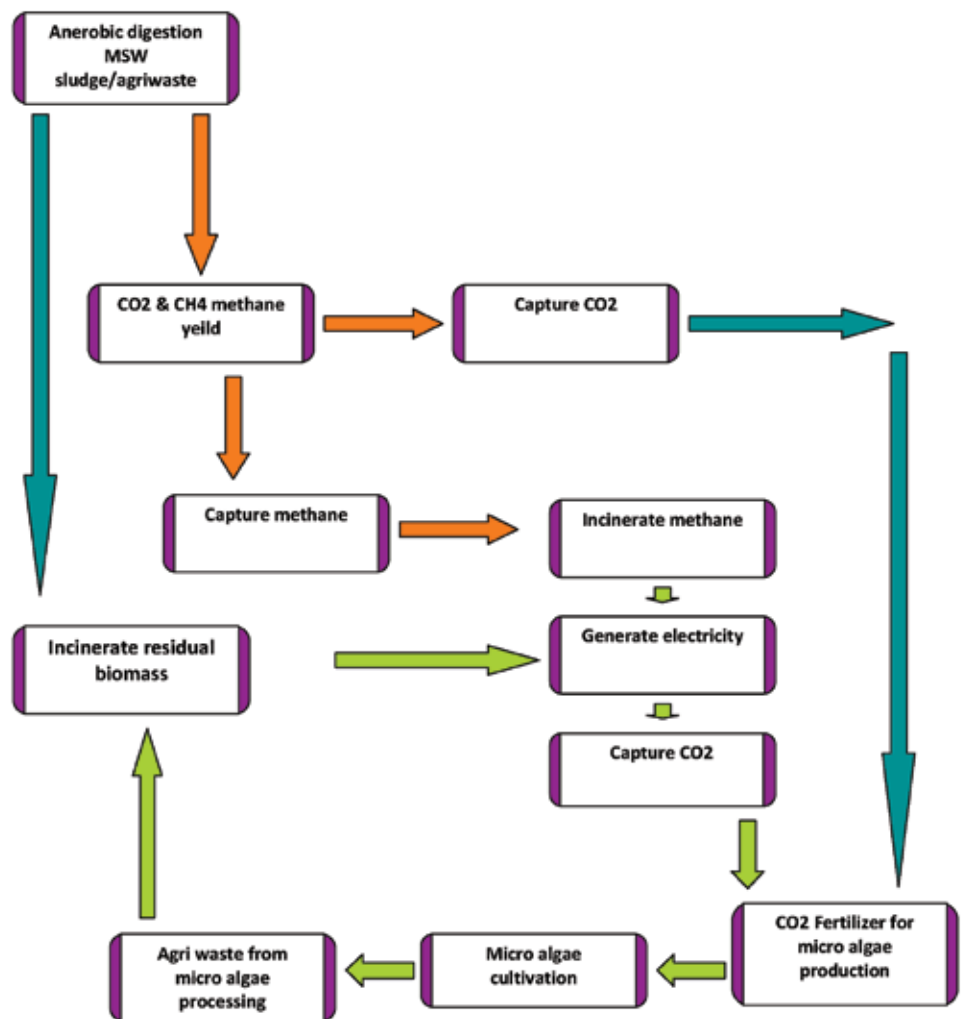 Anerobic digestion
MSW
sludge/agriwaste
CO2 & CH4 methane
yeild
Capture CO2
Capture methane
Incinerate methane
Incinerate residual
biomass
Generate electricity
Capture CO2
CO2 Fertilizer for
micro algae
production
Micro algae
cultivation
Agri waste from
micro algae
processing